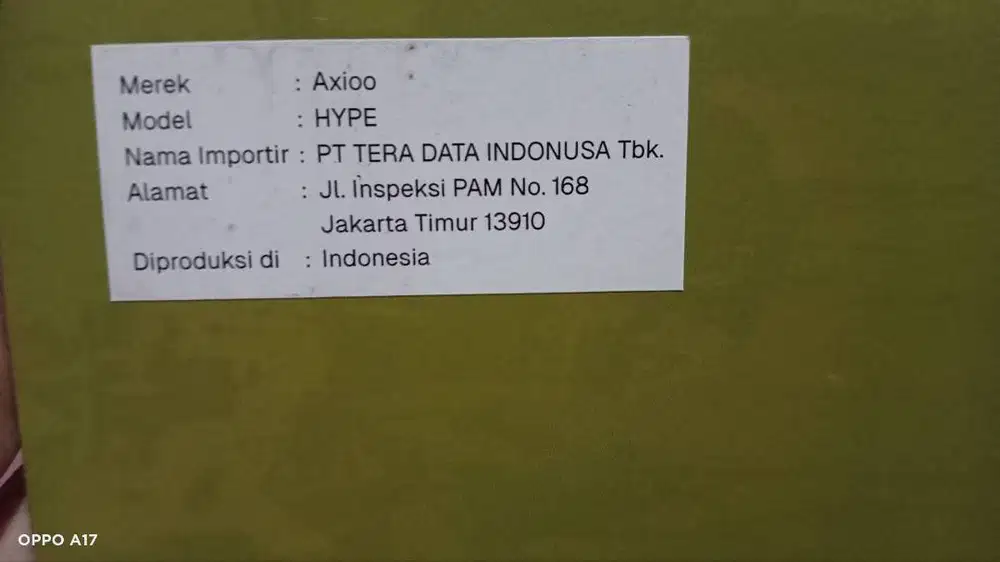 Merek : Axioo
Model : HYPE
Nama Importir : PT TERA DATA INDONUSA Tbk.
Alamat : Jl. Inspeksi PAM No. 168
Jakarta Timur 13910
Diproduksi di : Indonesia
OPPO A17